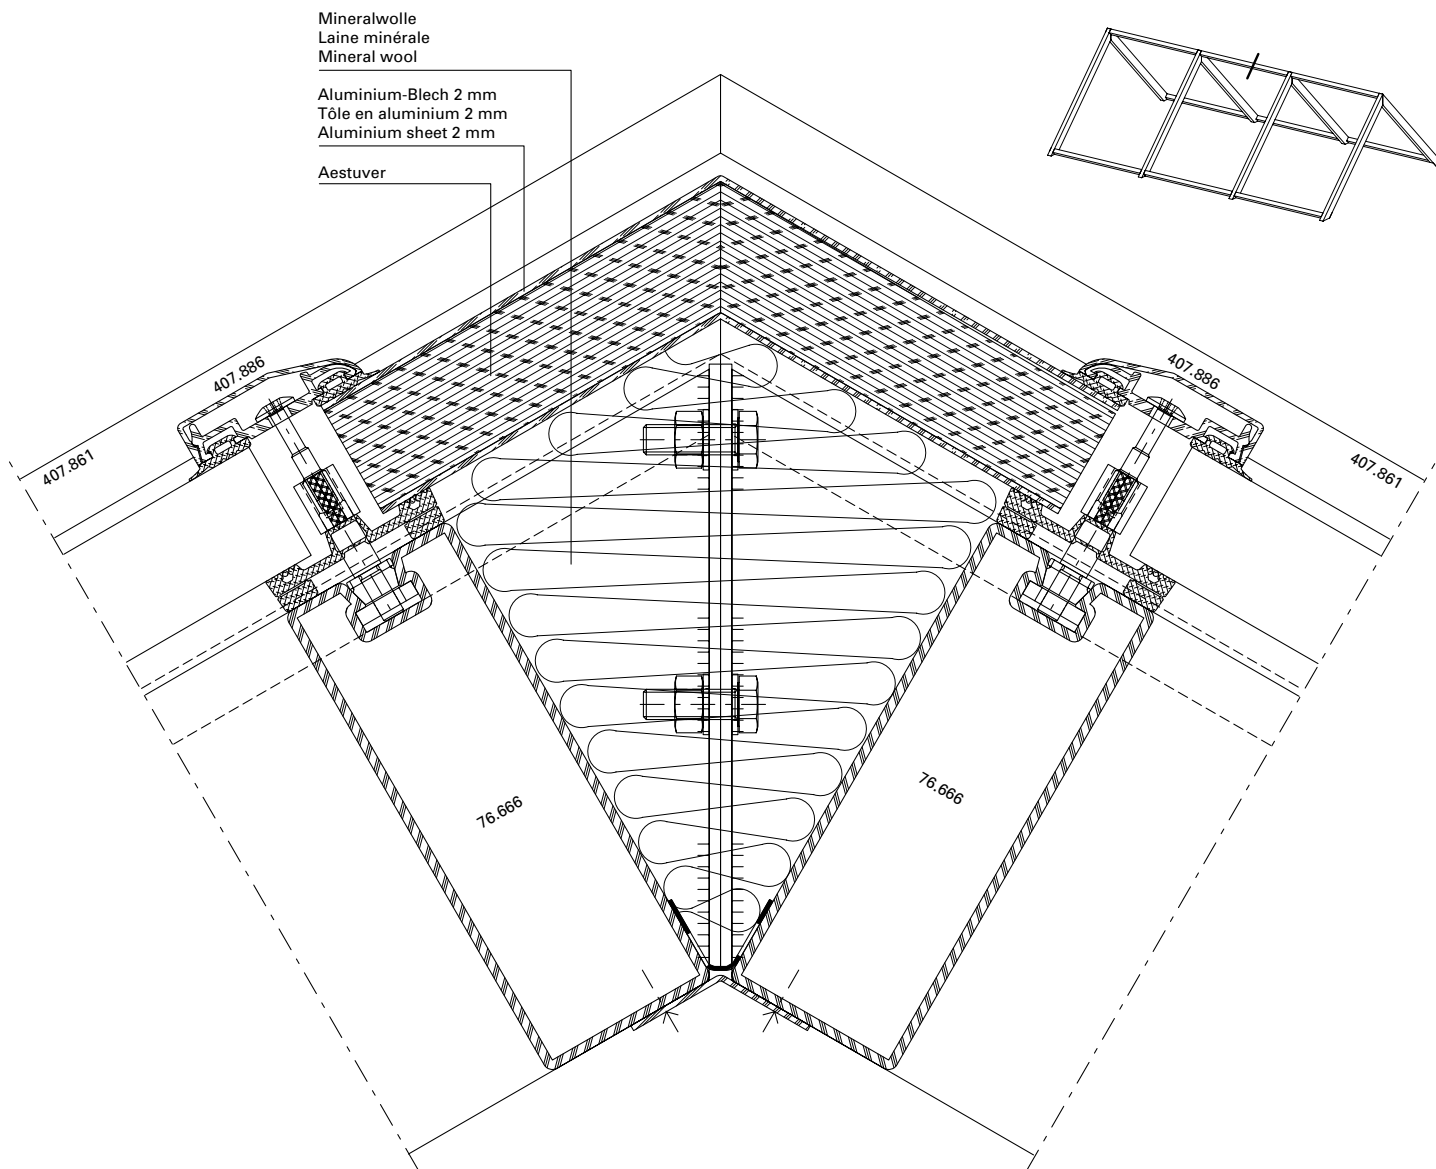 Mineralwolle
Laine minérale
Mineral wool
Aluminium-Blech 2 mm
Tôle en aluminium 2 mm
Aluminium sheet 2 mm
Aestuver
407.886
407.886
407.861
407.861
76.666
76.666